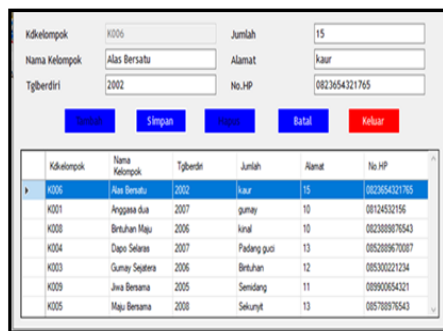 Kdkelompok K006 Jumlah 15
Nama Kelompok Alas Bersatu Alamat kaur
Tglberdiri 2002 No.HP 0823654321765
Tambah Simpan Hapus Batal Keluar
Kdkelompok Nama Kelompok Tglberdiri Jumlah Alamat No.HP
K006 Alas Bersatu 2002 kaur 15 0823654321765
K001 Anggasa dua 2007 gumay 10 08124532156
K008 Bintuhan Maju 2006 kinal 10 0823889876543
K004 Dapo Selaras 2007 Padang guci 13 0852889670087
K003 Gumay Sejatera 2006 Bintuhan 12 085300221234
K009 Jiwa Bersama 2005 Semidang 11 089900654321
K005 Maju Bersama 2008 Sekunyit 13 085788976543